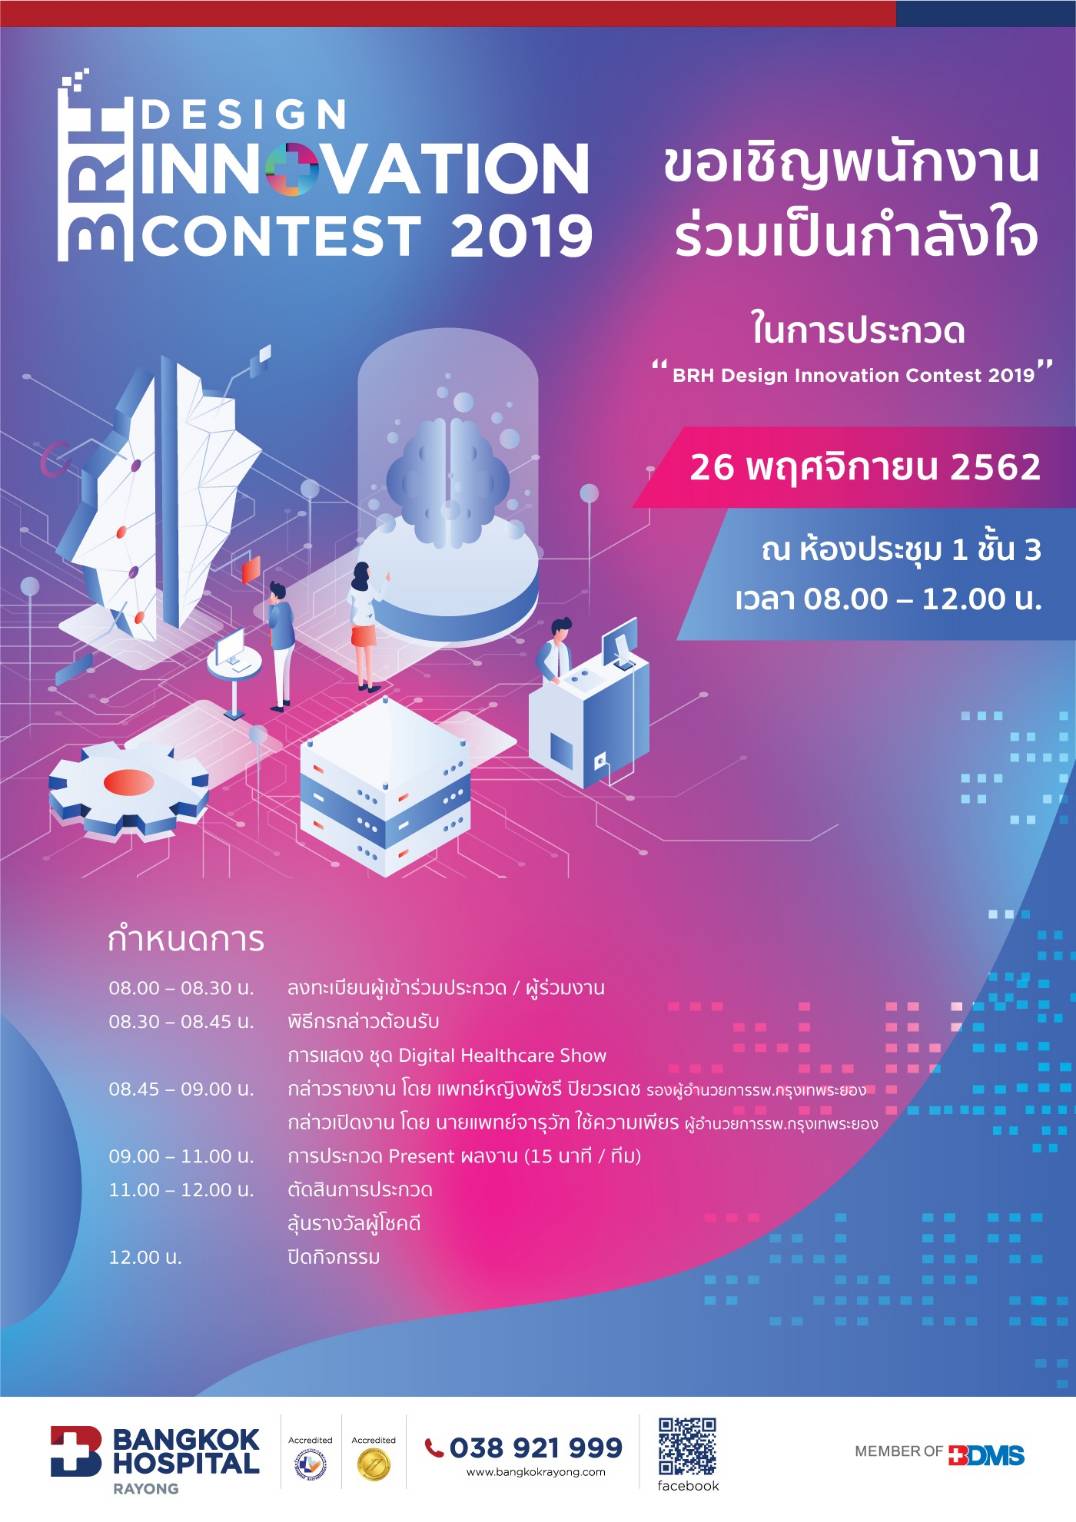 BRH
DESIGN
INNOVATION
CONTEST 2019
ขอเชิญพนักงาน
ร่วมเป็นกำลังใจ
ในการประกวด
“BRH Design Innovation Contest 2019”
26 พฤศจิกายน 2562
ณ ห้องประชุม 1 ชั้น 3
เวลา 08.00 – 12.00 น.
กำหนดการ
08.00 – 08.30 น. ลงทะเบียนผู้เข้าร่วมประกวด / ผู้ร่วมงาน
08.30 – 08.45 น. พิธีกรกล่าวต้อนรับ
การแสดง ชุด Digital Healthcare Show
08.45 – 09.00 น. กล่าวรายงาน โดย แพทย์หญิงพัชรี ปิยวรเดช รองผู้อำนวยการรพ.กรุงเทพระยอง
กล่าวเปิดงาน โดย นายแพทย์จารุวัฑ ใช้ความเพียร ผู้อำนวยการรพ.กรุงเทพระยอง
09.00 – 11.00 น. การประกวด Present ผลงาน (15 นาที / ทีม)
11.00 – 12.00 น. ตัดสินการประกวด
ลุ้นรางวัลผู้โชคดี
12.00 น. ปิดกิจกรรม
BANGKOK
HOSPITAL
RAYONG
Accredited
Accredited
038 921 999
www.bangkokrayong.com
facebook
MEMBER OF BDMS